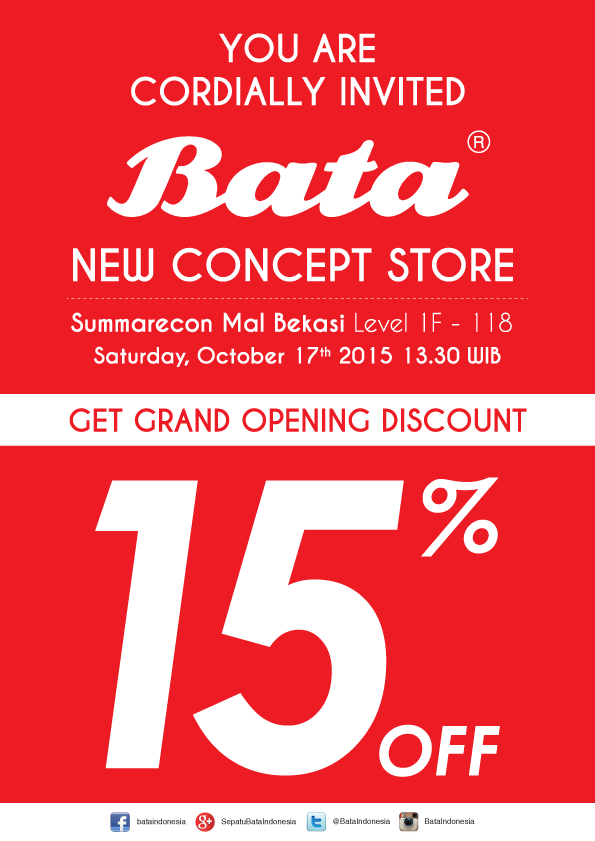 YOU ARE
CORDIALLY INVITED
Bata®
NEW CONCEPT STORE
Summarecon Mal Bekasi Level 1F - 118
Saturday, October 17th 2015 13.30 WIB
GET GRAND OPENING DISCOUNT
15%
OFF
bataindonesia SepatuBataIndonesia @BataIndonesia BataIndonesia